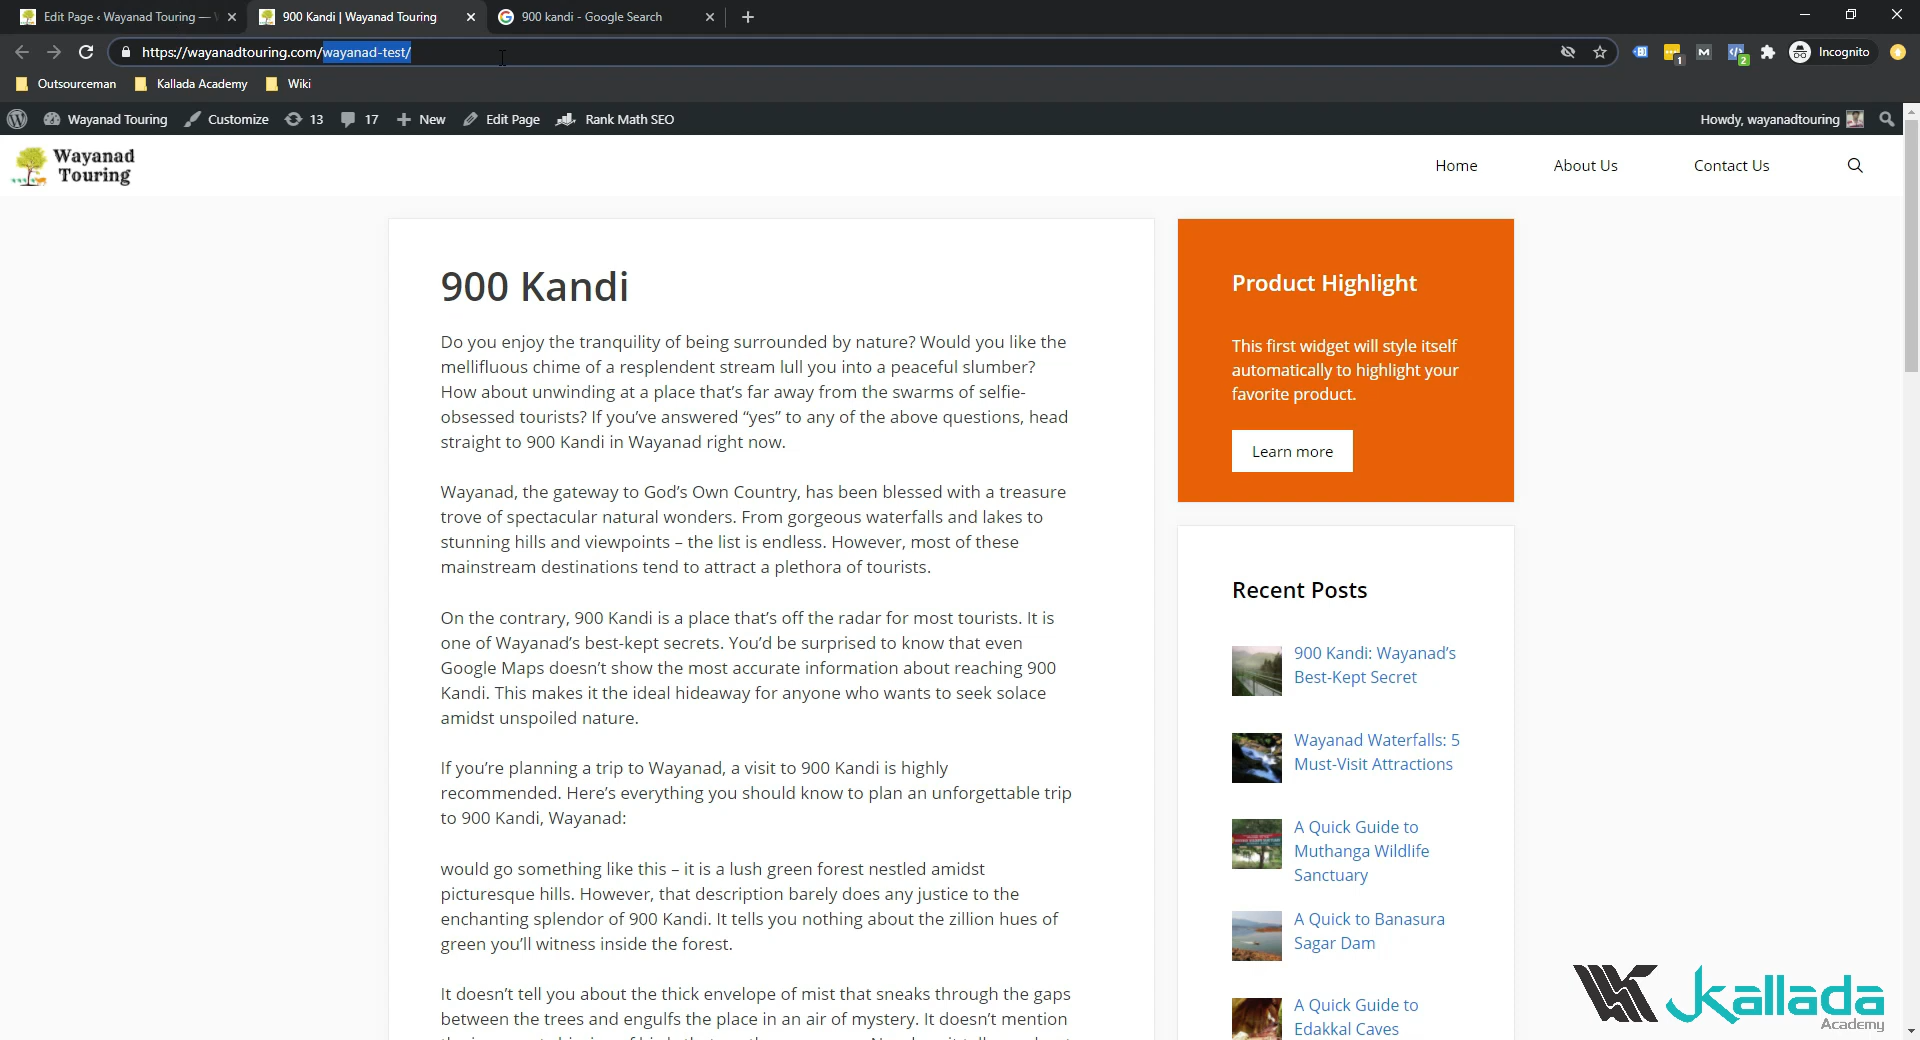 Edit Page ‹ Wayanad Touring —
900 Kandi | Wayanad Touring
900 kandi - Google Search
https://wayanadtouring.com/wayanad-test/
1
M
2
Incognito
Outsourceman
Kallada Academy
Wiki
Wayanad Touring
Customize
13
17
New
Edit Page
Rank Math SEO
Howdy, wayanadtouring
Wayanad
Touring
Home
About Us
Contact Us
900 Kandi
Do you enjoy the tranquility of being surrounded by nature? Would you like the
mellifluous chime of a resplendent stream lull you into a peaceful slumber?
How about unwinding at a place that’s far away from the swarms of selfie-
obsessed tourists? If you’ve answered “yes” to any of the above questions, head
straight to 900 Kandi in Wayanad right now.
Wayanad, the gateway to God’s Own Country, has been blessed with a treasure
trove of spectacular natural wonders. From gorgeous waterfalls and lakes to
stunning hills and viewpoints – the list is endless. However, most of these
mainstream destinations tend to attract a plethora of tourists.
On the contrary, 900 Kandi is a place that’s off the radar for most tourists. It is
one of Wayanad’s best-kept secrets. You’d be surprised to know that even
Google Maps doesn’t show the most accurate information about reaching 900
Kandi. This makes it the ideal hideaway for anyone who wants to seek solace
amidst unspoiled nature.
If you’re planning a trip to Wayanad, a visit to 900 Kandi is highly
recommended. Here’s everything you should know to plan an unforgettable trip
to 900 Kandi, Wayanad:
would go something like this – it is a lush green forest nestled amidst
picturesque hills. However, that description barely does any justice to the
enchanting splendor of 900 Kandi. It tells you nothing about the zillion hues of
green you’ll witness inside the forest.
It doesn’t tell you about the thick envelope of mist that sneaks through the gaps
between the trees and engulfs the place in an air of mystery. It doesn’t mention
Product Highlight
This first widget will style itself
automatically to highlight your
favorite product.
Learn more
Recent Posts
900 Kandi: Wayanad’s
Best-Kept Secret
Wayanad Waterfalls: 5
Must-Visit Attractions
A Quick Guide to
Muthanga Wildlife
Sanctuary
A Quick to Banasura
Sagar Dam
A Quick Guide to
Edakkal Caves
Kallada
Academy